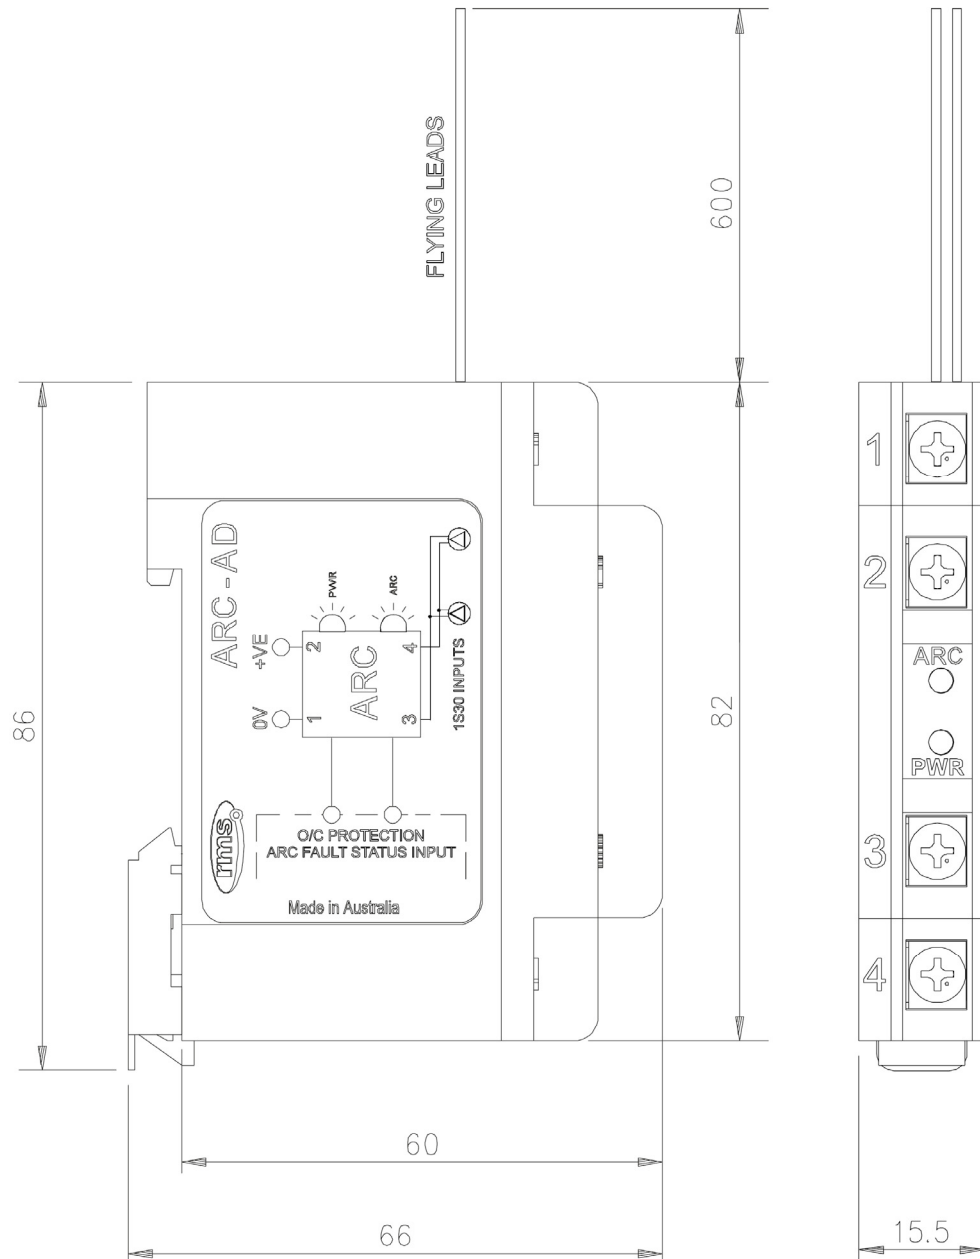 FLYING LEADS
600
86
82
60
66
15.5
ARC-AD
0V
+VE
1
2
PWR
ARC
ARC
3
4
1S30 INPUTS
rms
O/C PROTECTION
ARC FAULT STATUS INPUT
Made in Australia
1
2
ARC
PWR
3
4